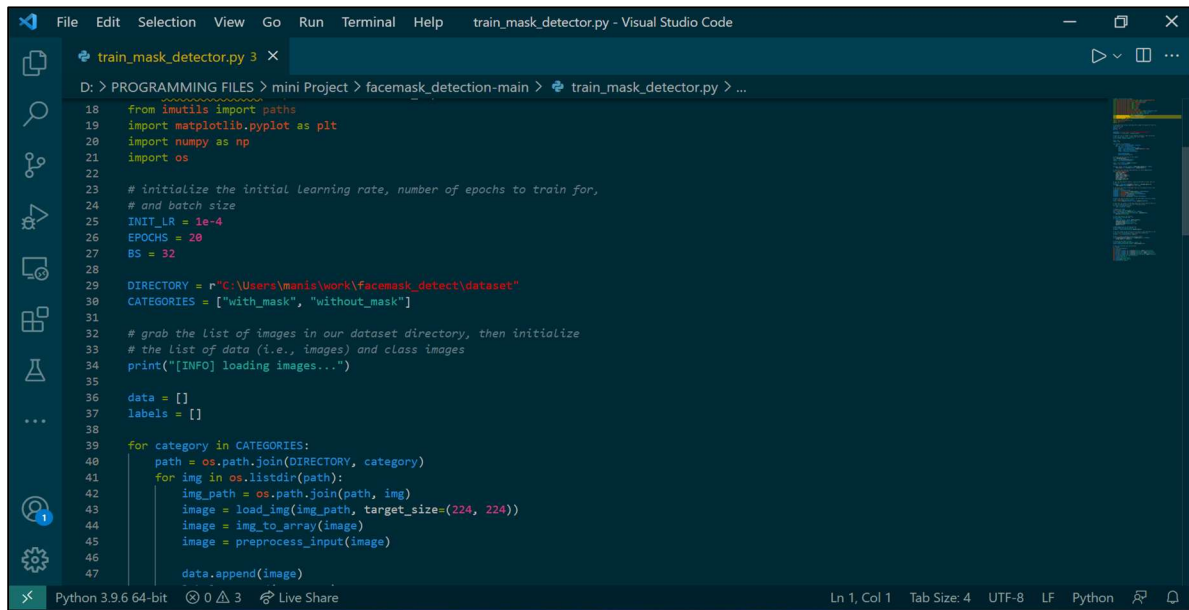 File Edit Selection View Go Run Terminal Help train_mask_detector.py - Visual Studio Code
train_mask_detector.py 3
D: > PROGRAMMING FILES > mini Project > facemask_detection-main > train_mask_detector.py > ...
18 from imutils import paths
19 import matplotlib.pyplot as plt
20 import numpy as np
21 import os
22
23 # initialize the initial learning rate, number of epochs to train for,
24 # and batch size
25 INIT_LR = 1e-4
26 EPOCHS = 20
27 BS = 32
28
29 DIRECTORY = r"C:\Users\manis\work\facemask_detect\dataset"
30 CATEGORIES = ["with_mask", "without_mask"]
31
32 # grab the list of images in our dataset directory, then initialize
33 # the list of data (i.e., images) and class images
34 print("[INFO] loading images...")
35
36 data = []
37 labels = []
38
39 for category in CATEGORIES:
40     path = os.path.join(DIRECTORY, category)
41     for img in os.listdir(path):
42         img_path = os.path.join(path, img)
43         image = load_img(img_path, target_size=(224, 224))
44         image = img_to_array(image)
45         image = preprocess_input(image)
46
47         data.append(image)
1
Python 3.9.6 64-bit 0 3 Live Share Ln 1, Col 1 Tab Size: 4 UTF-8 LF Python